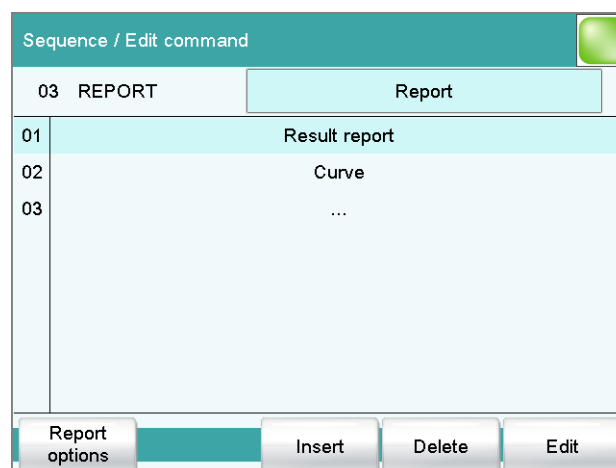 Sequence / Edit command
03 REPORT Report
01 Result report
02 Curve
03 ...
Report
options
Insert Delete Edit